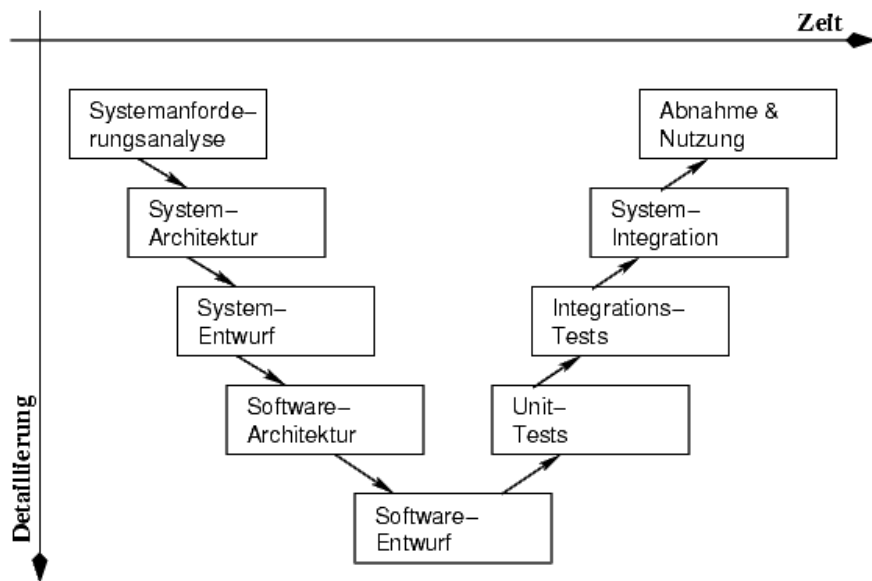 Zeit
Systemanforde–
rungsanalyse
Abnahme &
Nutzung
System–
Architektur
System–
Integration
System–
Entwurf
Integrations–
Tests
Software–
Architektur
Unit–
Tests
Software–
Entwurf
Detaillierung